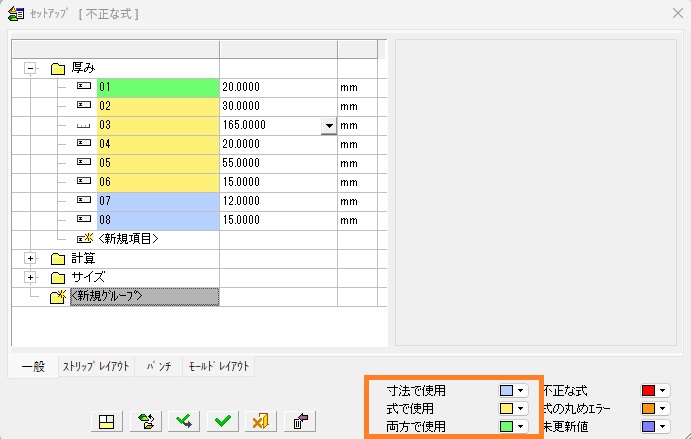 ｾｯﾄｱｯﾌﾟ [ 不正な式 ]
厚み
01 20.0000 mm
02 30.0000 mm
03 165.0000 mm
04 20.0000 mm
05 55.0000 mm
06 15.0000 mm
07 12.0000 mm
08 15.0000 mm
<新規項目>
計算
サイズ
<新規ｸﾞﾙｰﾌﾟ>
一般 ｽﾄﾘｯﾌﾟﾚｲｱｳﾄ ﾊﾟﾝﾁ ﾓｰﾙﾄﾞﾚｲｱｳﾄ
寸法で使用 不正な式
式で使用 式の丸めエラー
両方で使用 未更新値